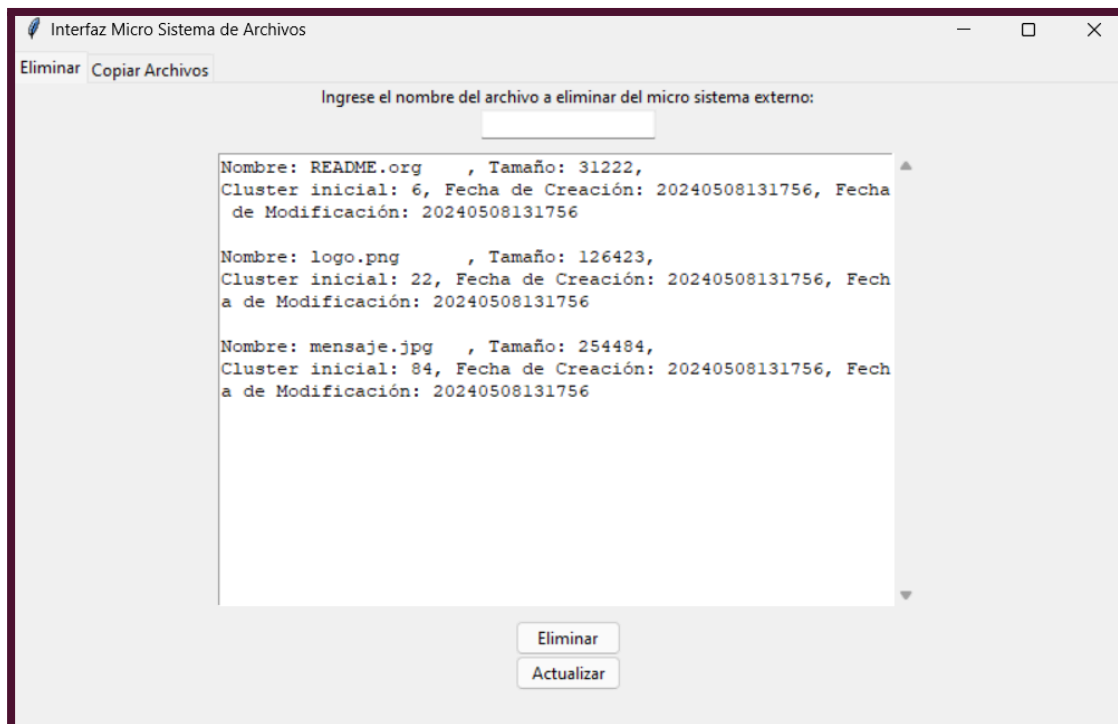 Interfaz Micro Sistema de Archivos
Eliminar Copiar Archivos
Ingrese el nombre del archivo a eliminar del micro sistema externo:
Nombre: README.org    , Tamaño: 31222,
Cluster inicial: 6, Fecha de Creación: 20240508131756, Fecha
 de Modificación: 20240508131756
Nombre: logo.png      , Tamaño: 126423,
Cluster inicial: 22, Fecha de Creación: 20240508131756, Fech
a de Modificación: 20240508131756
Nombre: mensaje.jpg   , Tamaño: 254484,
Cluster inicial: 84, Fecha de Creación: 20240508131756, Fech
a de Modificación: 20240508131756
Eliminar
Actualizar